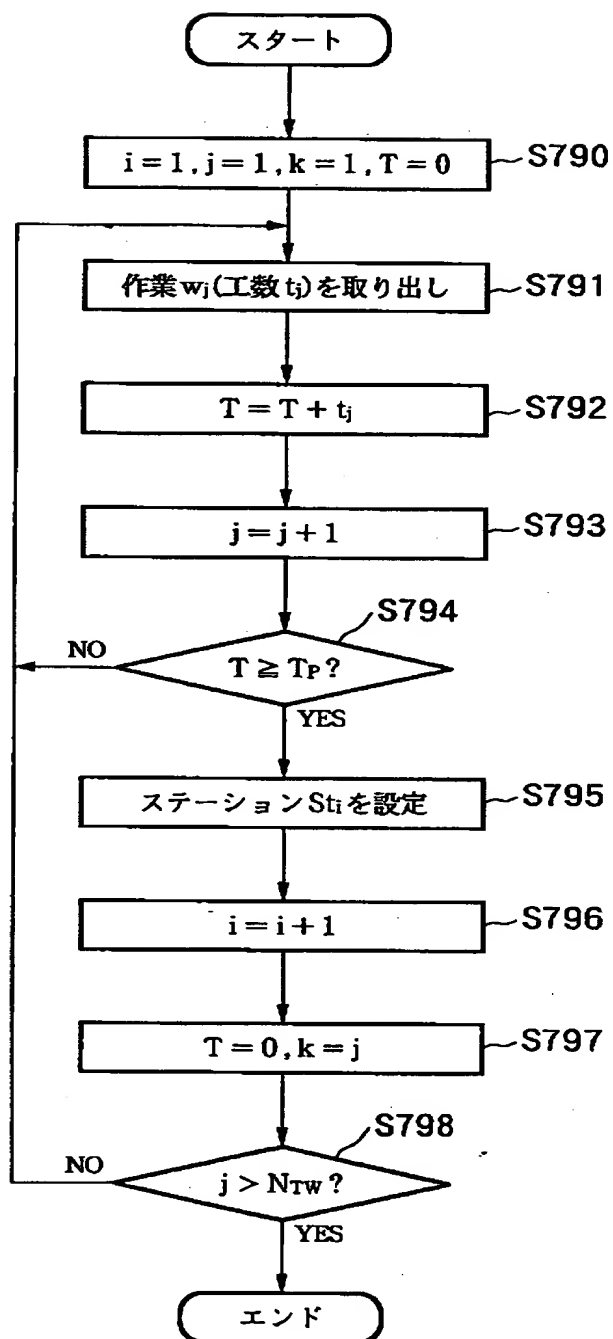 スタート
i=1, j=1, k=1, T=0
S790
作業wj(工数tj)を取り出し
S791
T=T+tj
S792
j=j+1
S793
S794
NO
T≧TP?
YES
ステーションStiを設定
S795
i=i+1
S796
T=0, k=j
S797
S798
NO
j>NTW?
YES
エンド